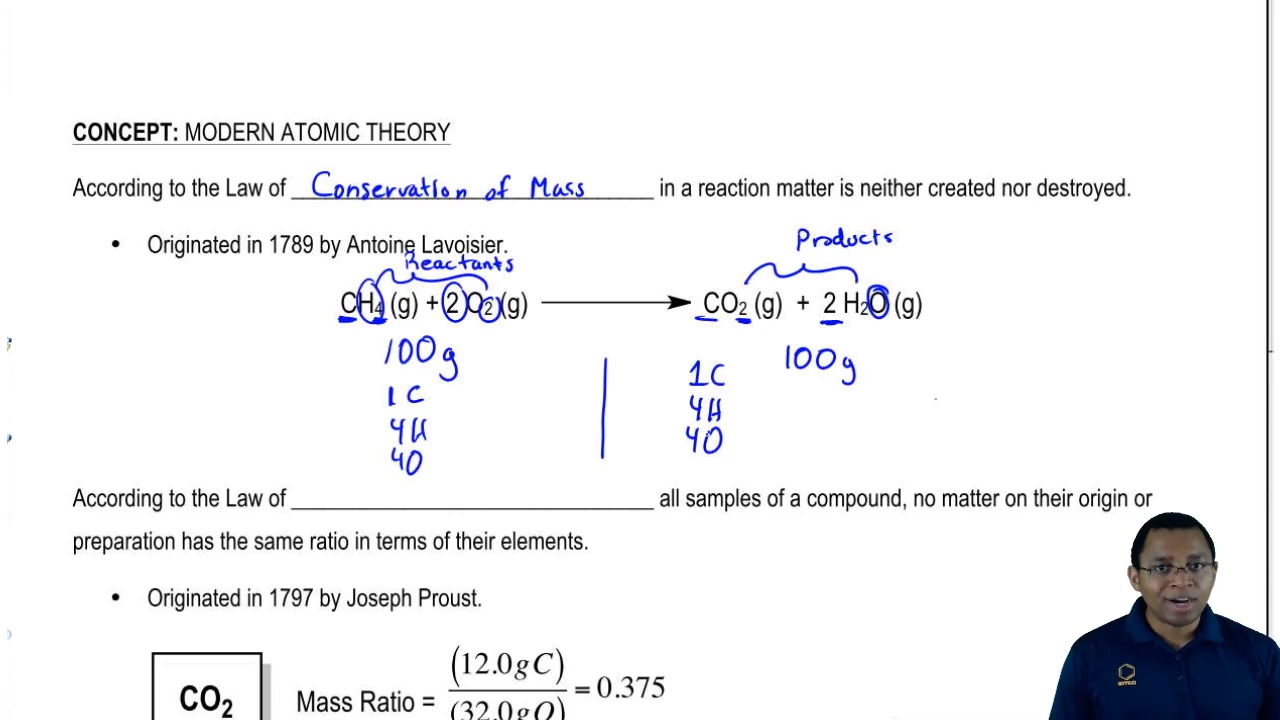 CONCEPT: MODERN ATOMIC THEORY
According to the Law of Conservation of Mass in a reaction matter is neither created nor destroyed.
• Originated in 1789 by Antoine Lavoisier.
Products
Reactants
CH₄ (g) + 2O₂ (g) → CO₂ (g) + 2 H₂O (g)
100g 100g
1C 1C
4H 4H
4O 4O
According to the Law of ______________________________ all samples of a compound, no matter on their origin or
preparation has the same ratio in terms of their elements.
• Originated in 1797 by Joseph Proust.
CO₂ Mass Ratio = (12.0gC) / (32.0gO) = 0.375